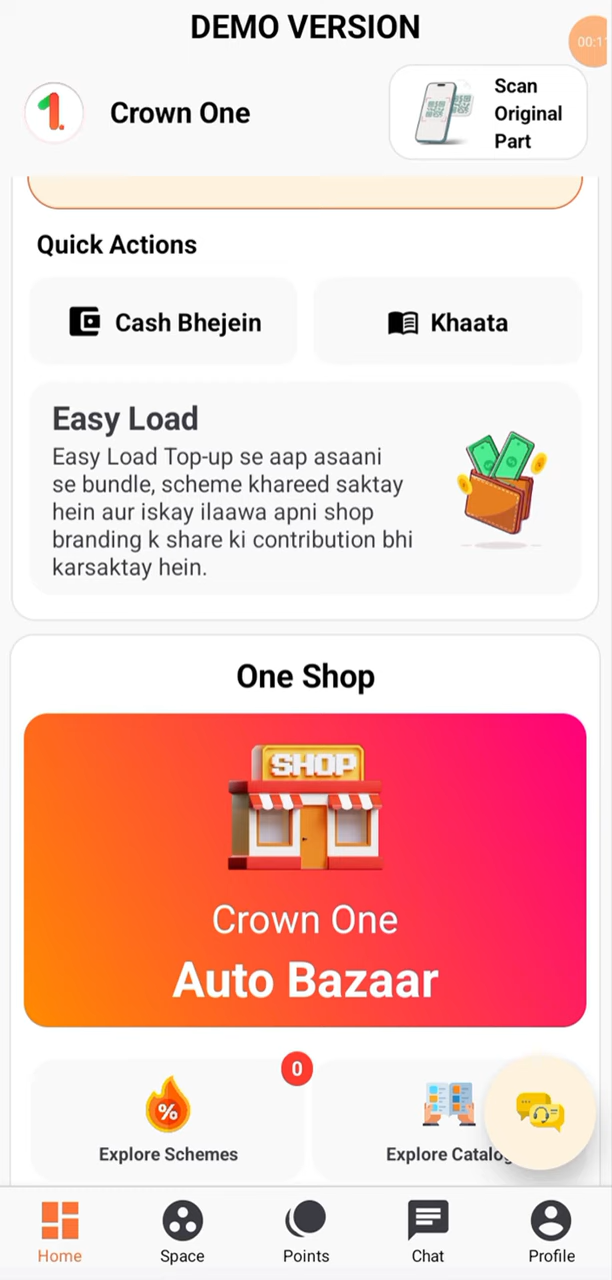 DEMO VERSION
00:1
Crown One
Scan
Original
Part
Quick Actions
Cash Bhejein
Khaata
Easy Load
Easy Load Top-up se aap asaani
se bundle, scheme khareed saktay
hein aur iskay ilaawa apni shop
branding k share ki contribution bhi
karsaktay hein.
One Shop
SHOP
Crown One
Auto Bazaar
0
%
Explore Schemes
Explore Catalog
Home
Space
Points
Chat
Profile